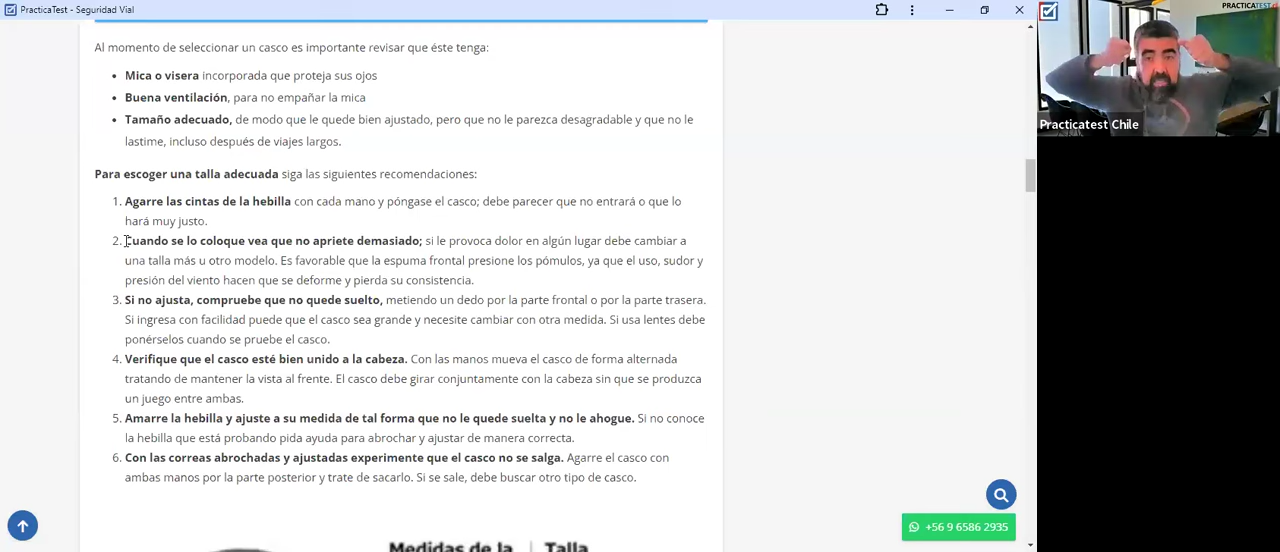 PracticaTest - Seguridad Vial
PRACTICATEST
Al momento de seleccionar un casco es importante revisar que éste tenga:
Mica o visera incorporada que proteja sus ojos
Buena ventilación, para no empañar la mica
Tamaño adecuado, de modo que le quede bien ajustado, pero que no le parezca desagradable y que no le
lastime, incluso después de viajes largos.
Practicatest Chile
Para escoger una talla adecuada siga las siguientes recomendaciones:
1. Agarre las cintas de la hebilla con cada mano y póngase el casco; debe parecer que no entrará o que lo
hará muy justo.
2. Cuando se lo coloque vea que no apriete demasiado; si le provoca dolor en algún lugar debe cambiar a
una talla más u otro modelo. Es favorable que la espuma frontal presione los pómulos, ya que el uso, sudor y
presión del viento hacen que se deforme y pierda su consistencia.
3. Si no ajusta, compruebe que no quede suelto, metiendo un dedo por la parte frontal o por la parte trasera.
Si ingresa con facilidad puede que el casco sea grande y necesite cambiar con otra medida. Si usa lentes debe
ponérselos cuando se pruebe el casco.
4. Verifique que el casco esté bien unido a la cabeza. Con las manos mueva el casco de forma alternada
tratando de mantener la vista al frente. El casco debe girar conjuntamente con la cabeza sin que se produzca
un juego entre ambas.
5. Amarre la hebilla y ajuste a su medida de tal forma que no le quede suelta y no le ahogue. Si no conoce
la hebilla que está probando pida ayuda para abrochar y ajustar de manera correcta.
6. Con las correas abrochadas y ajustadas experimente que el casco no se salga. Agarre el casco con
ambas manos por la parte posterior y trate de sacarlo. Si se sale, debe buscar otro tipo de casco.
+56 9 6586 2935
Medidas de la Talla